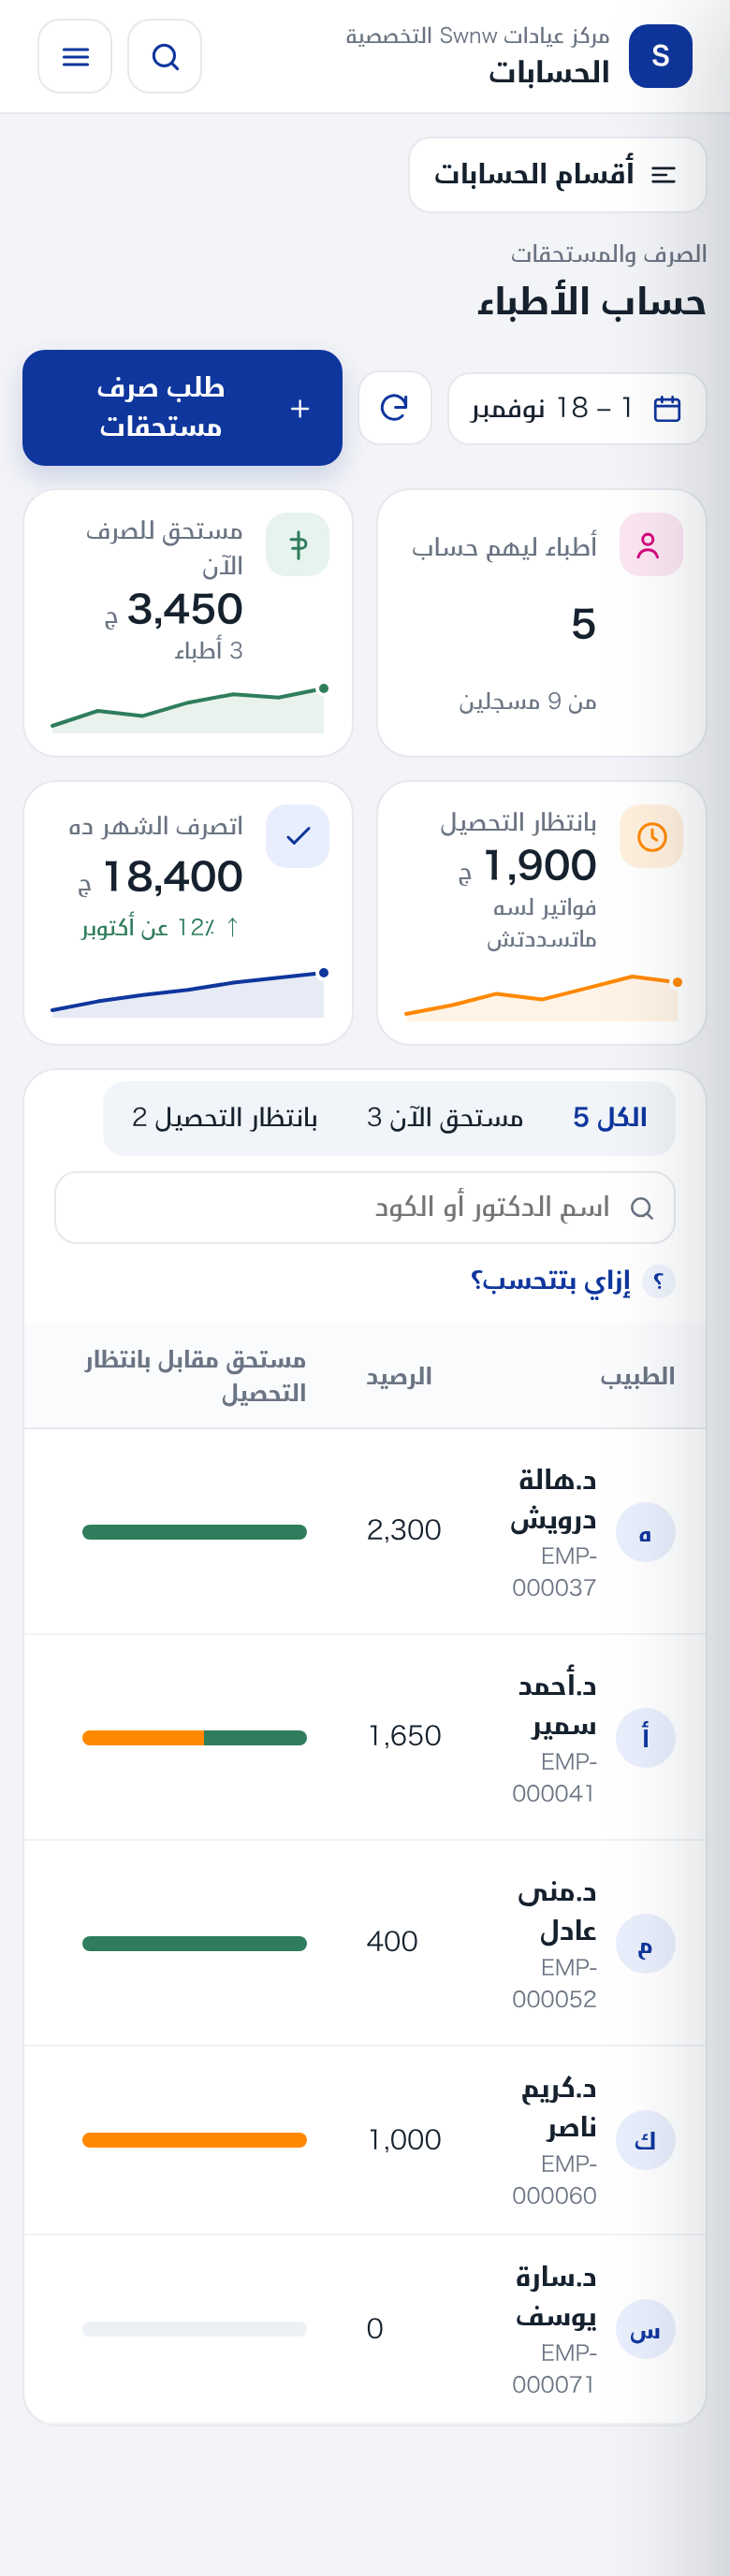 S
مركز عيادات Swnw التخصصية
الحسابات
أقسام الحسابات
الصرف والمستحقات
حساب الأطباء
1 – 18 نوفمبر
طلب صرف
مستحقات
أطباء ليهم حساب
5
من 9 مسجلين
مستحق للصرف
الآن
3,450 ج
3 أطباء
بانتظار التحصيل
1,900 ج
فواتير لسه
ماتسددتش
اتصرف الشهر ده
18,400 ج
↑ 12٪ عن أكتوبر
الكل 5
مستحق الآن 3
بانتظار التحصيل 2
اسم الدكتور أو الكود
؟ إزاي بتتحسب؟
الطبيب
الرصيد
مستحق مقابل بانتظار
التحصيل
ه
د.هالة
درويش
EMP-
000037
2,300
أ
د.أحمد
سمير
EMP-
000041
1,650
م
د.منى
عادل
EMP-
000052
400
ك
د.كريم
ناصر
EMP-
000060
1,000
س
د.سارة
يوسف
EMP-
000071
0